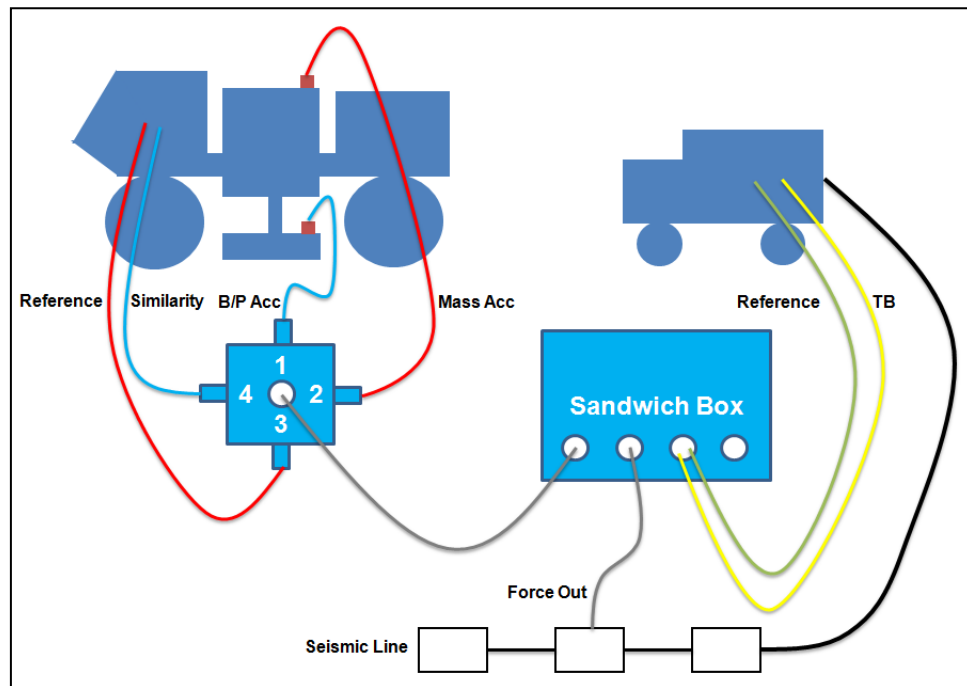 Reference Similarity B/P Acc Mass Acc Reference TB
1
4 2
3
Sandwich Box
Force Out
Seismic Line